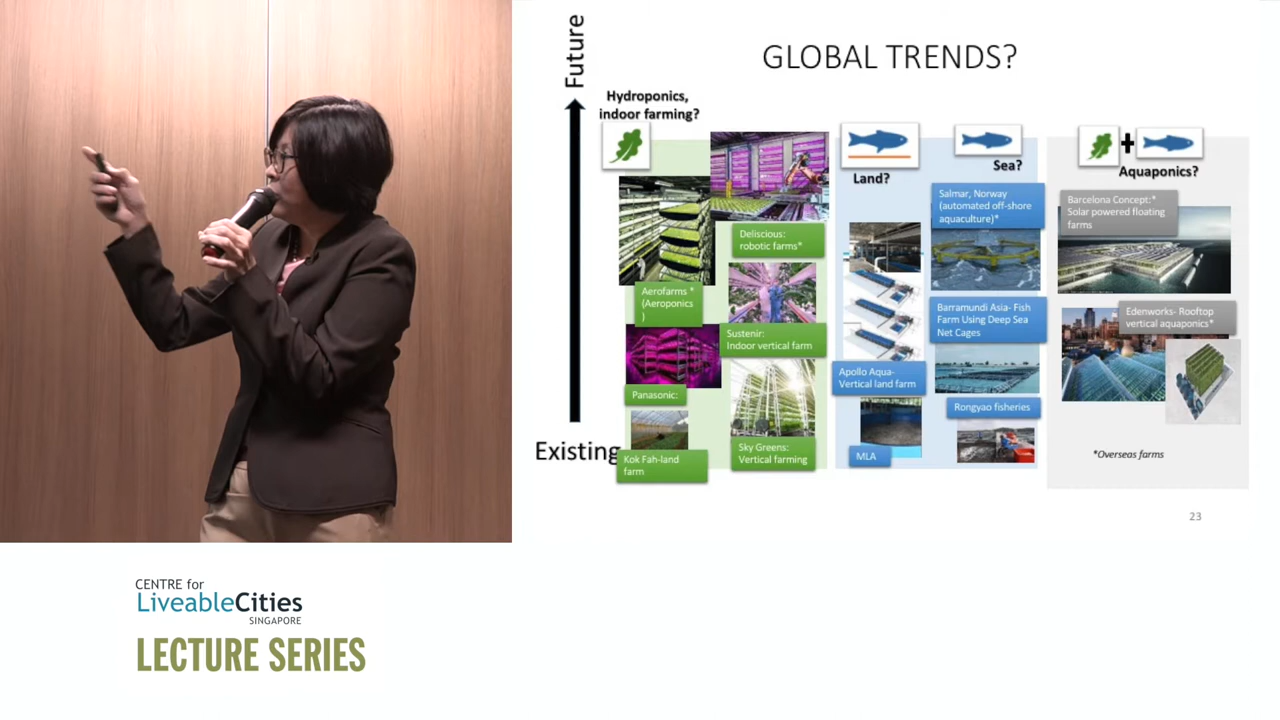 GLOBAL TRENDS?
Future
Existing
Hydroponics,
indoor farming?
Deliscious:
robotic farms*
Aerofarms *
(Aeroponics
)
Sustenir:
Indoor vertical farm
Panasonic:
Kok Fah-land
farm
Sky Greens:
Vertical farming
Land?
Apollo Aqua-
Vertical land farm
MLA
Sea?
Salmar, Norway
(automated off-shore
aquaculture)*
Barramundi Asia- Fish
Farm Using Deep Sea
Net Cages
Rongyao fisheries
+
Aquaponics?
Barcelona Concept:*
Solar powered floating
farms
Edenworks- Rooftop
vertical aquaponics*
*Overseas farms
23
CENTRE for
LiveableCities
SINGAPORE
LECTURE SERIES